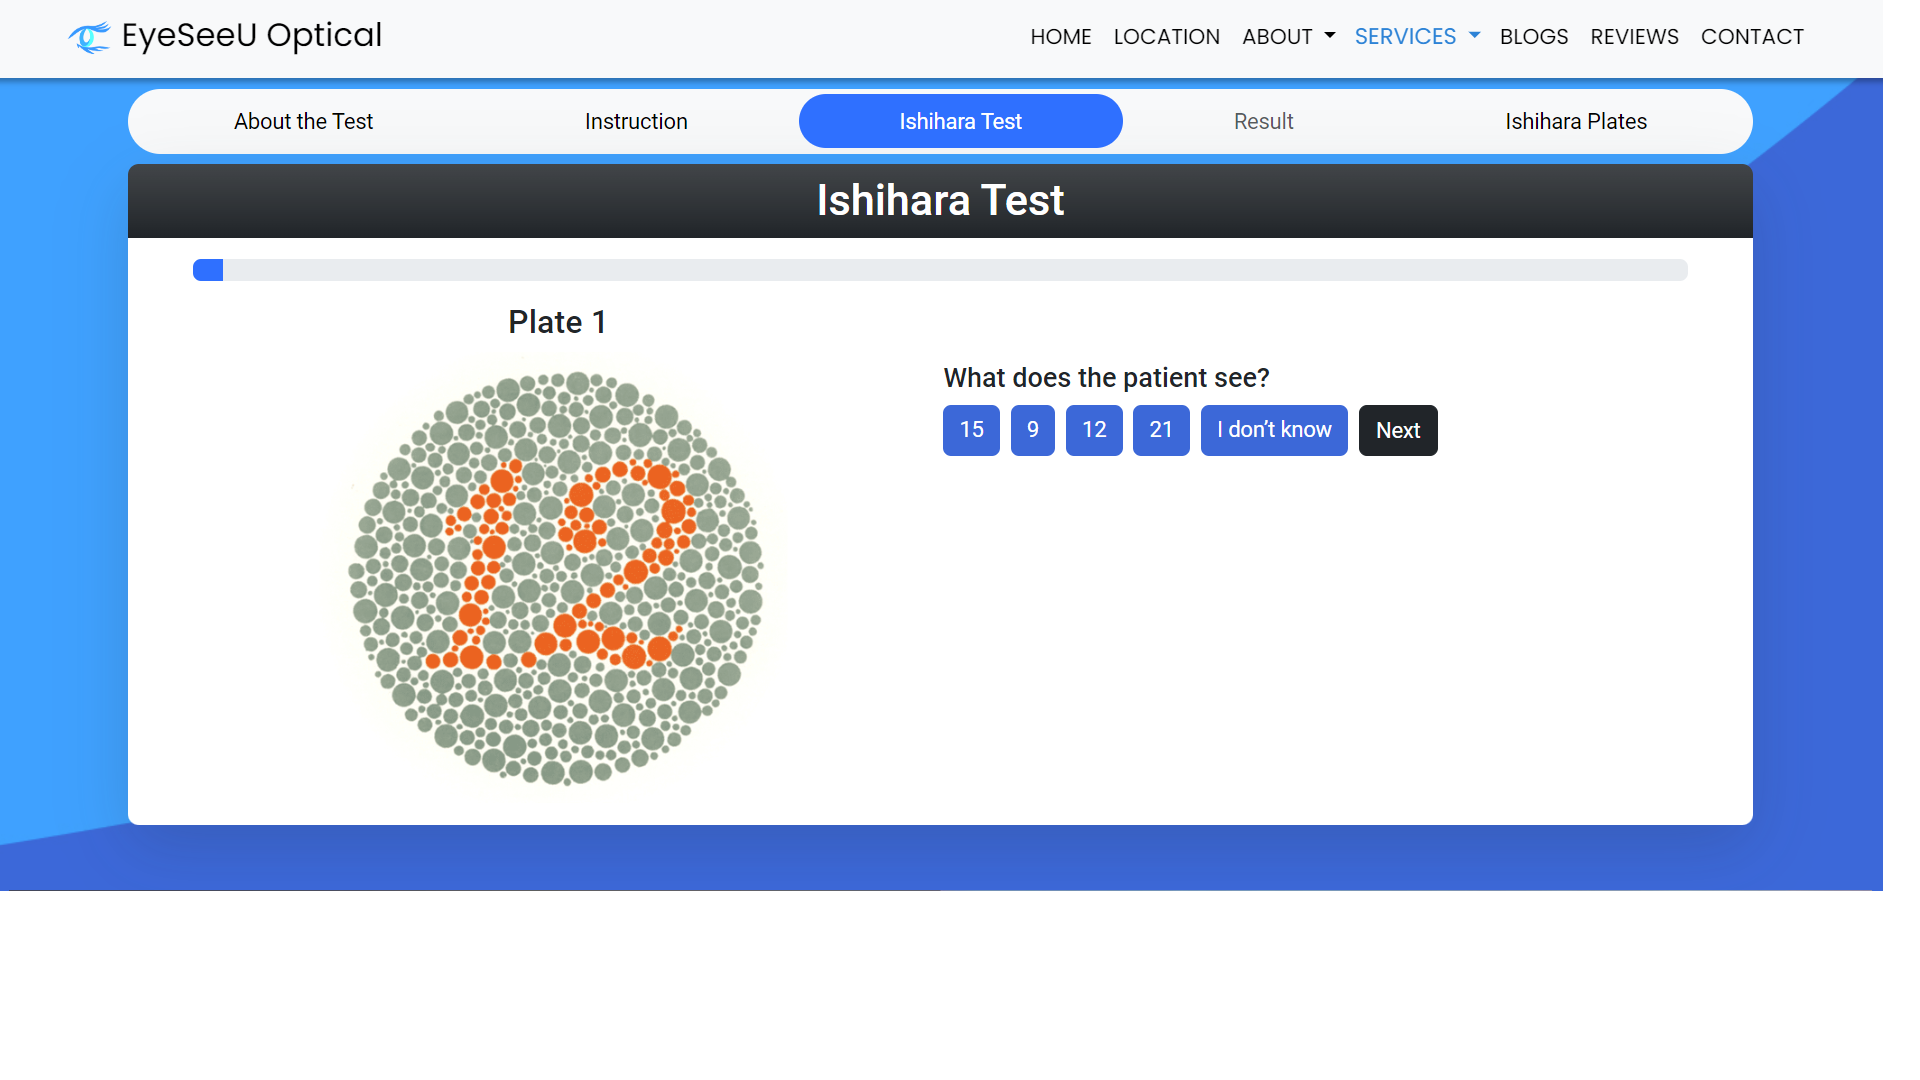 EyeSeeU Optical
HOME LOCATION ABOUT SERVICES BLOGS REVIEWS CONTACT
About the Test Instruction Ishihara Test Result Ishihara Plates
Ishihara Test
Plate 1
12
What does the patient see?
15 9 12 21 I don’t know Next